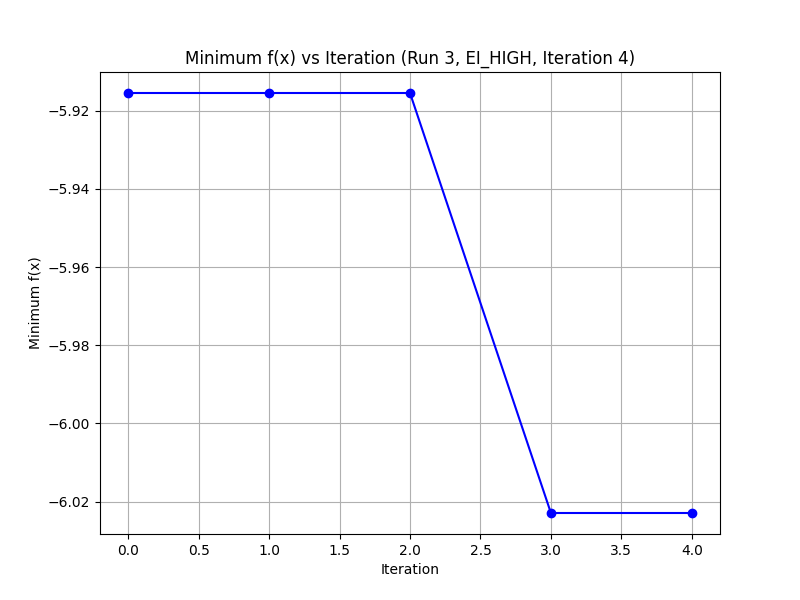 Minimum f(x) vs Iteration (Run 3, EI_HIGH, Iteration 4)
Minimum f(x)
−5.92
−5.94
−5.96
−5.98
−6.00
−6.02
0.0 0.5 1.0 1.5 2.0 2.5 3.0 3.5 4.0
Iteration